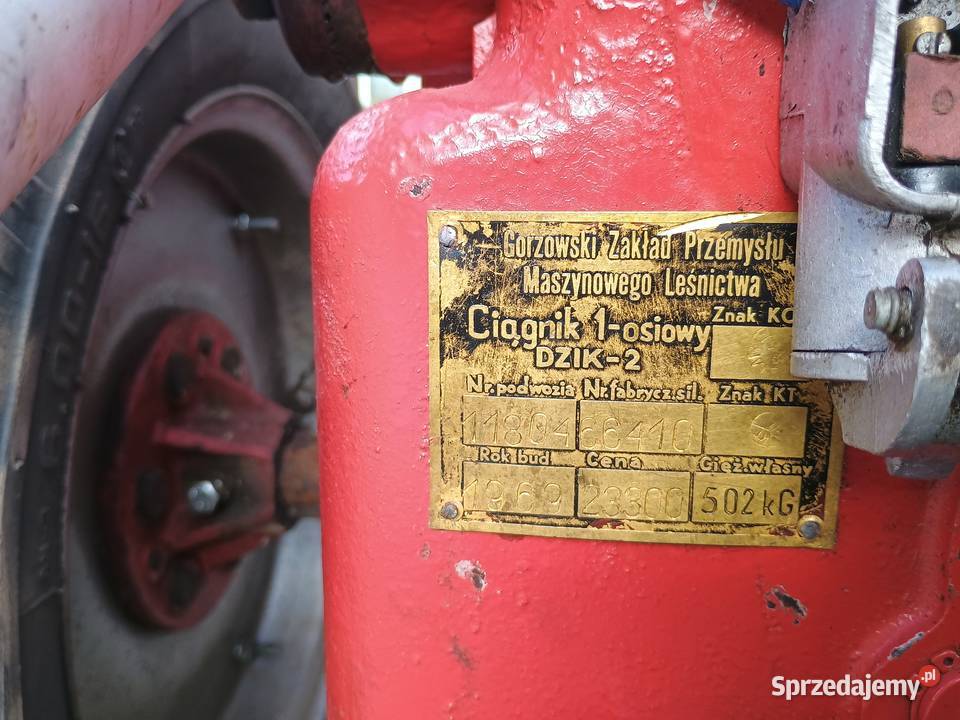 Gorzowski Zakład Przemysłu
Maszynowego Leśnictwa
Znak KC
Ciągnik 1-osiowy
DZIK-2
Nr. podwozia Nr. fabrycz. sil. Znak KT
11804 66410
Rok bud Cena Cięż. własny
1969 23300 502 kG
Sprzedajemy.pl